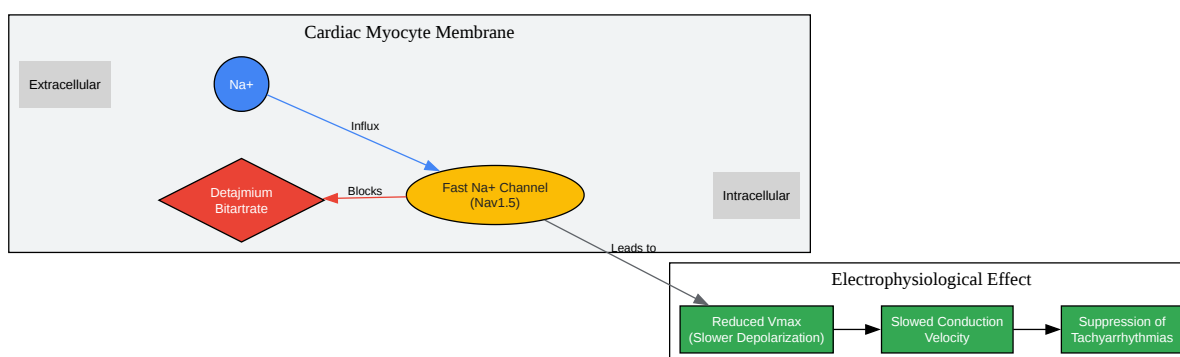 Cardiac Myocyte Membrane
Extracellular
Na+
Influx
Detajmium
Bitartrate
Blocks
Fast Na+ Channel
(Nav1.5)
Intracellular
Leads to
Electrophysiological Effect
Reduced Vmax
(Slower Depolarization)
Slowed Conduction
Velocity
Suppression of
Tachyarrhythmias